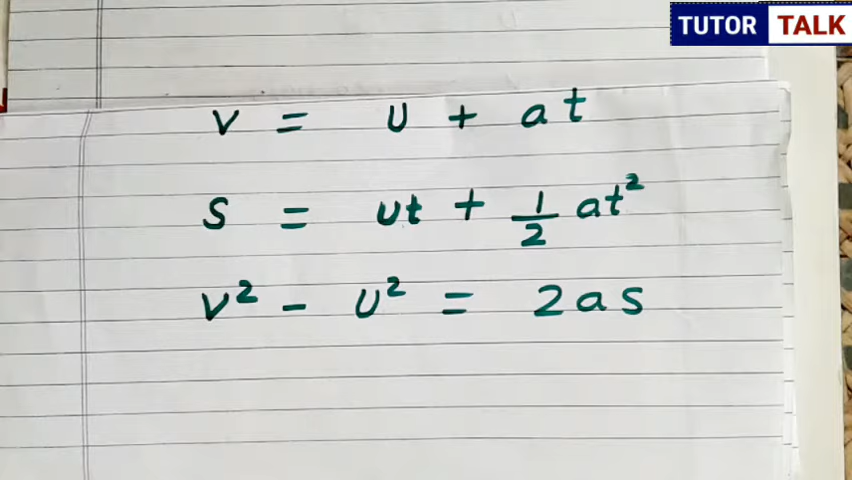 TUTOR TALK
v = u + at
s = ut + 1/2 at²
v² - u² = 2as